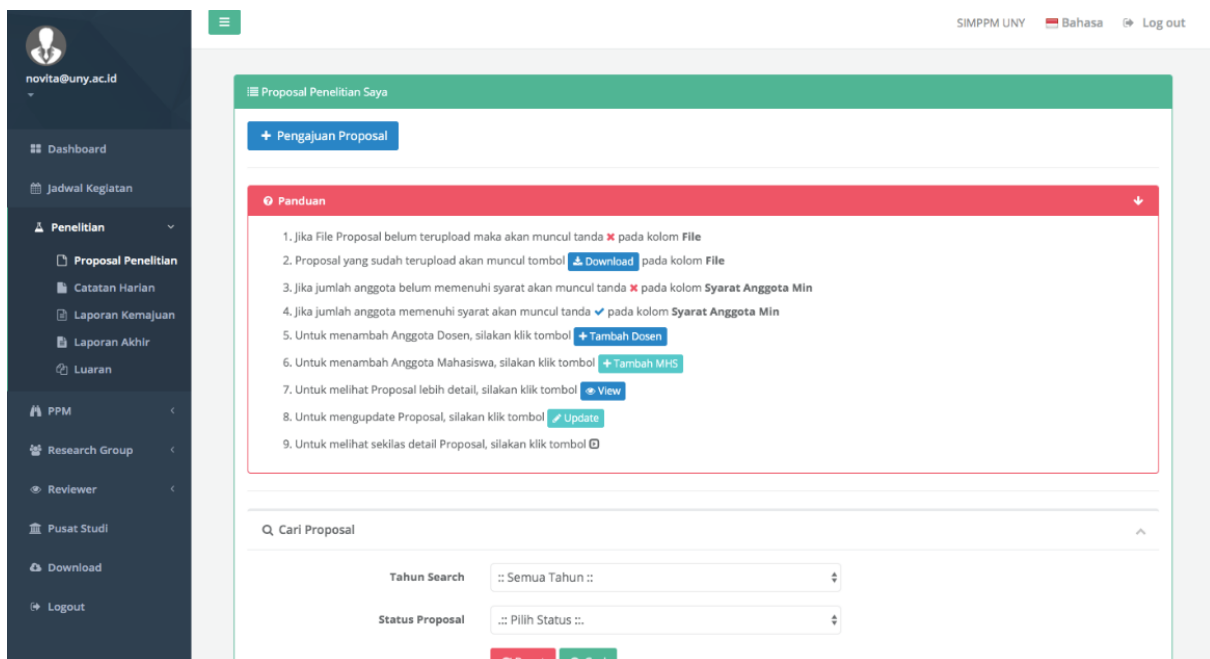 SIMPPM UNY Bahasa Log out
novita@uny.ac.id
Dashboard
Jadwal Kegiatan
Penelitian
Proposal Penelitian
Catatan Harian
Laporan Kemajuan
Laporan Akhir
Luaran
PPM
Research Group
Reviewer
Pusat Studi
Download
Logout
Proposal Penelitian Saya
+ Pengajuan Proposal
Panduan
1. Jika File Proposal belum terupload maka akan muncul tanda ✖ pada kolom File
2. Proposal yang sudah terupload akan muncul tombol Download pada kolom File
3. Jika jumlah anggota belum memenuhi syarat akan muncul tanda ✖ pada kolom Syarat Anggota Min
4. Jika jumlah anggota memenuhi syarat akan muncul tanda ✔ pada kolom Syarat Anggota Min
5. Untuk menambah Anggota Dosen, silakan klik tombol + Tambah Dosen
6. Untuk menambah Anggota Mahasiswa, silakan klik tombol + Tambah MHS
7. Untuk melihat Proposal lebih detail, silakan klik tombol View
8. Untuk mengupdate Proposal, silakan klik tombol Update
9. Untuk melihat sekilas detail Proposal, silakan klik tombol
Cari Proposal
Tahun Search :: Semua Tahun ::
Status Proposal .:: Pilih Status ::.